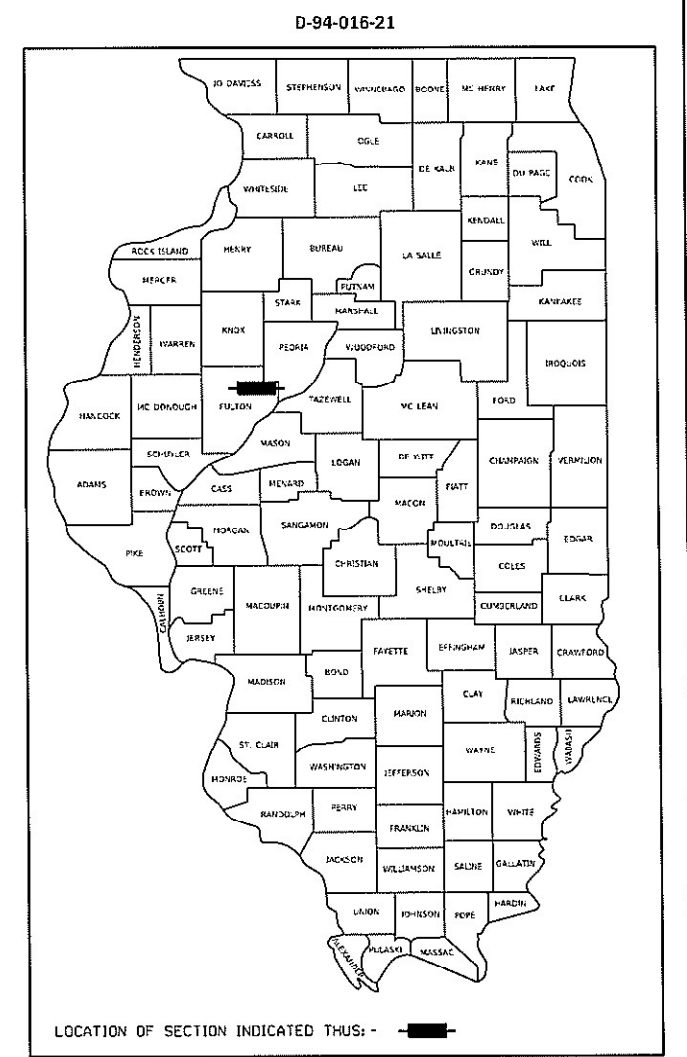 D-94-016-21
JO DAVIESS STEPHENSON WINNEBAGO BOONE MC HENRY LAKE
CARROLL OGLE DE KALB KANE DU PAGE COOK
WHITESIDE LEE
KENDALL WILL
ROCK ISLAND HENRY BUREAU LA SALLE GRUNDY
MERCER PUTNAM
STARK MARSHALL KANKAKEE
HENDERSON WARREN KNOX PEORIA WOODFORD LIVINGSTON IROQUOIS
HANCOCK MC DONOUGH FULTON TAZEWELL MC LEAN FORD
SCHUYLER MASON
ADAMS BROWN CASS MENARD LOGAN DE WITT PIATT CHAMPAIGN VERMILION
PIKE SCOTT MORGAN SANGAMON MACON DOUGLAS EDGAR
CHRISTIAN MOULTRIE COLES
CALHOUN GREENE MACOUPIN MONTGOMERY SHELBY CUMBERLAND CLARK
JERSEY FAYETTE EFFINGHAM JASPER CRAWFORD
MADISON BOND CLAY RICHLAND LAWRENCE
CLINTON MARION
ST. CLAIR WASHINGTON JEFFERSON WAYNE EDWARDS WABASH
MONROE
RANDOLPH PERRY HAMILTON WHITE
FRANKLIN
JACKSON WILLIAMSON SALINE GALLATIN
UNION JOHNSON POPE HARDIN
ALEXANDER PULASKI MASSAC
LOCATION OF SECTION INDICATED THUS: -